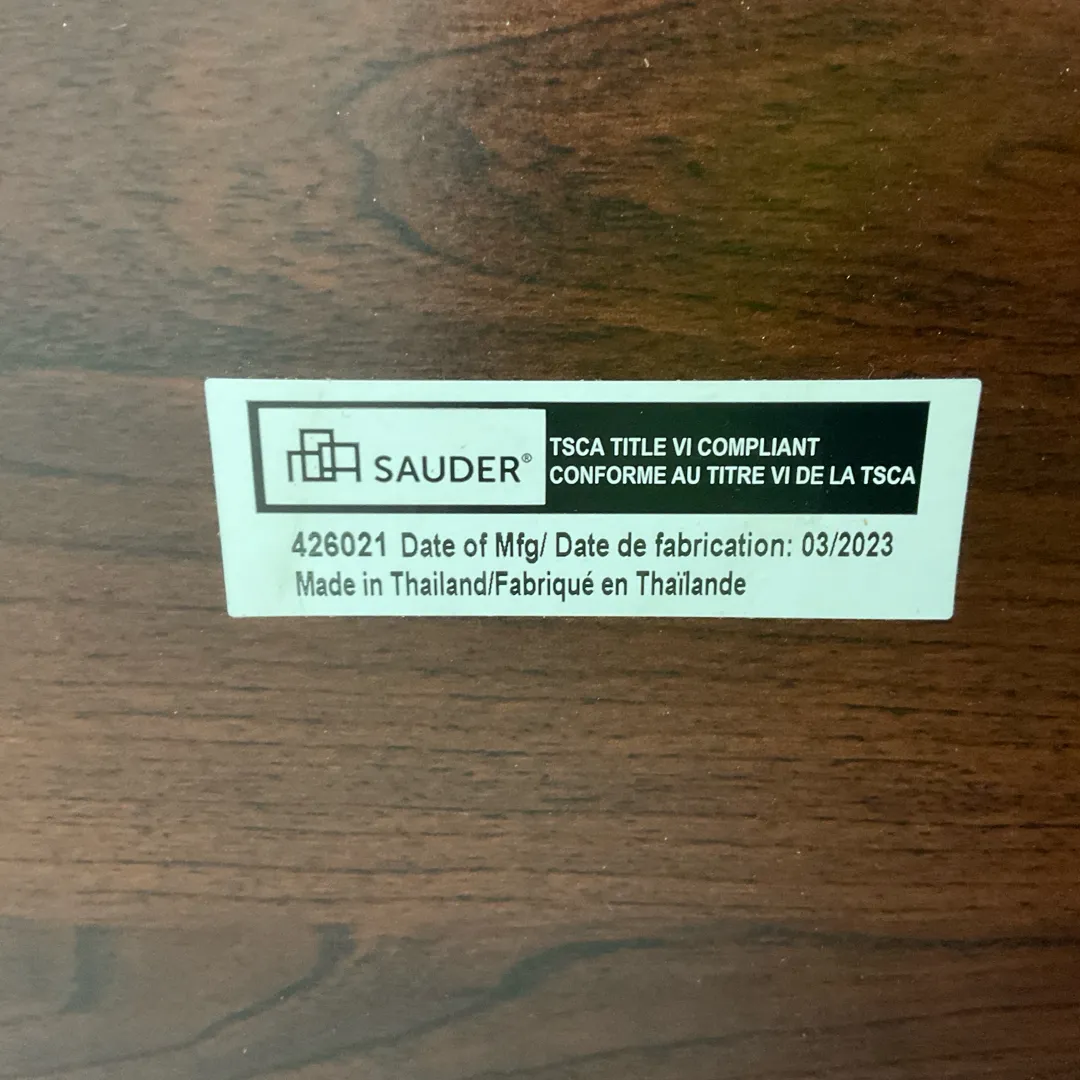 SAUDER®
TSCA TITLE VI COMPLIANT
CONFORME AU TITRE VI DE LA TSCA
426021 Date of Mfg/ Date de fabrication: 03/2023
Made in Thailand/Fabriqué en Thaïlande